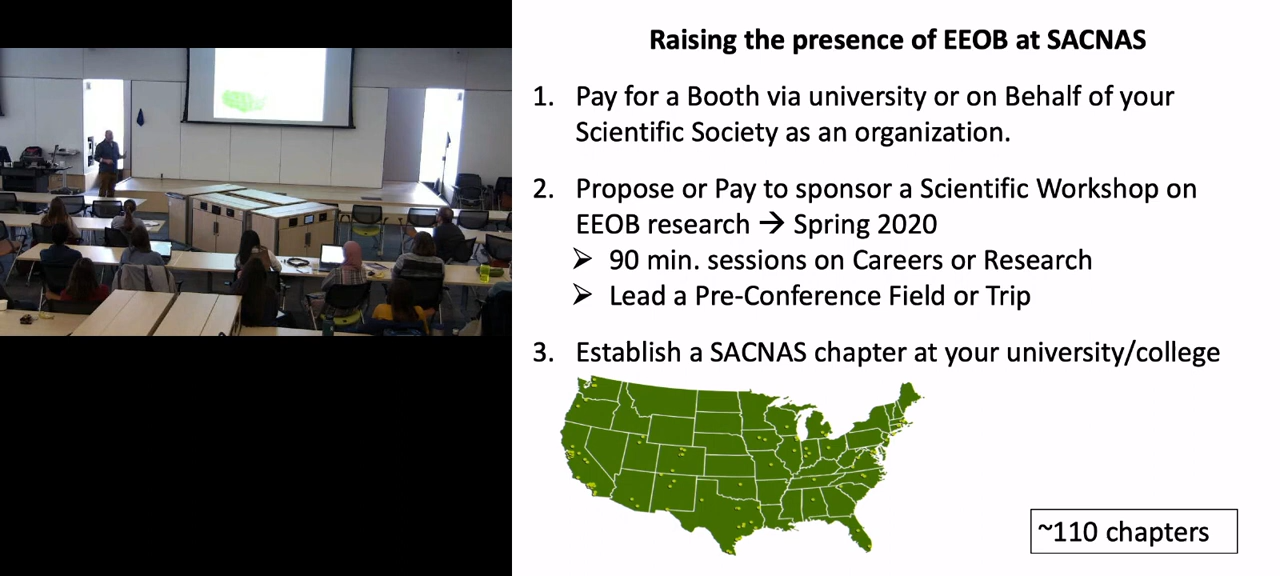 Raising the presence of EEOB at SACNAS
1. Pay for a Booth via university or on Behalf of your
Scientific Society as an organization.
2. Propose or Pay to sponsor a Scientific Workshop on
EEOB research → Spring 2020
➢ 90 min. sessions on Careers or Research
➢ Lead a Pre-Conference Field or Trip
3. Establish a SACNAS chapter at your university/college
~110 chapters